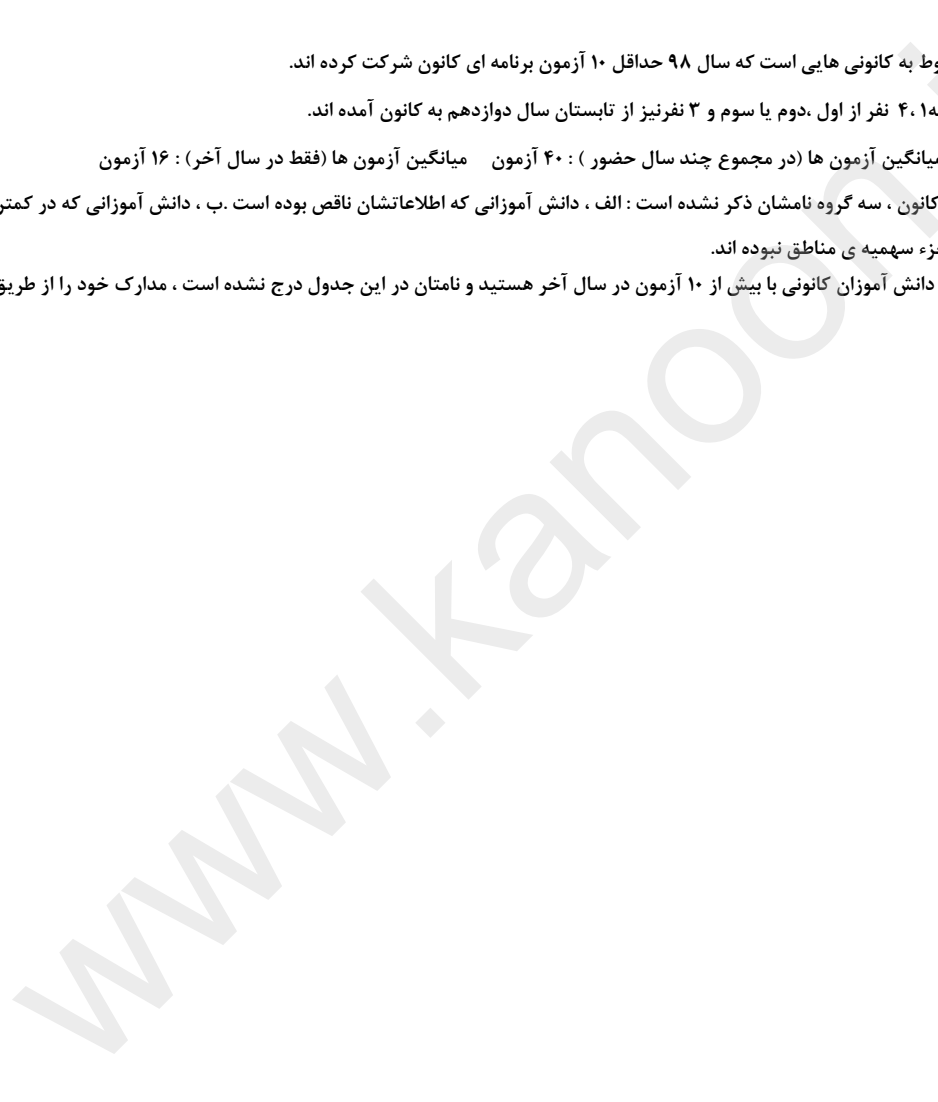 وط به کانونی هایی است که سال ۹۸ حداقل ۱۰ آزمون برنامه ای کانون شرکت کرده اند.
ه۱ ،۴ نفر از اول ،دوم یا سوم و ۳ نفرنیز از تابستان سال دوازدهم به کانون آمده اند.
میانگین آزمون ها (در مجموع چند سال حضور ) : ۴۰ آزمون میانگین آزمون ها (فقط در سال آخر) : ۱۶ آزمون
کانون ، سه گروه نامشان ذکر نشده است : الف ، دانش آموزانی که اطلاعاتشان ناقص بوده است .ب ، دانش آموزانی که در کمتر
زء سهمیه ی مناطق نبوده اند.
دانش آموزان کانونی با بیش از ۱۰ آزمون در سال آخر هستید و نامتان در این جدول درج نشده است ، مدارک خود را از طریق
www.kanoon